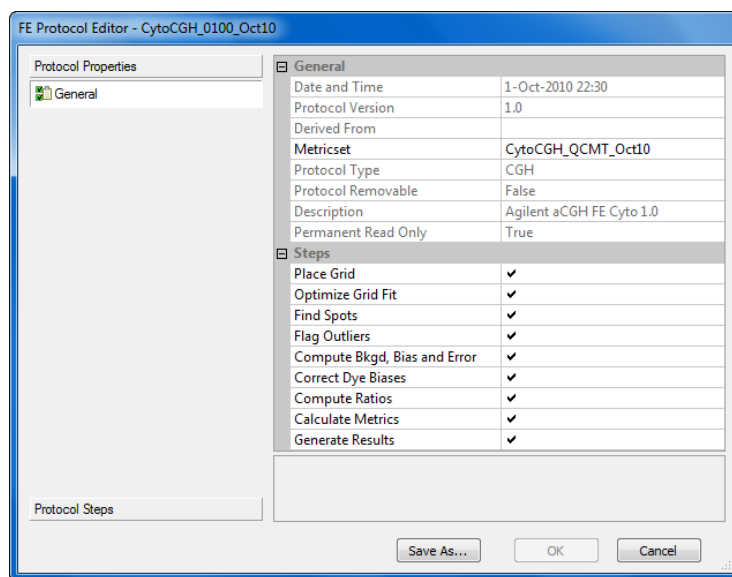 FE Protocol Editor - CytoCGH_0100_Oct10
Protocol Properties
General
General
Date and Time 1-Oct-2010 22:30
Protocol Version 1.0
Derived From
Metricset CytoCGH_QCMT_Oct10
Protocol Type CGH
Protocol Removable False
Description Agilent aCGH FE Cyto 1.0
Permanent Read Only True
Steps
Place Grid
Optimize Grid Fit
Find Spots
Flag Outliers
Compute Bkgd, Bias and Error
Correct Dye Biases
Compute Ratios
Calculate Metrics
Generate Results
Protocol Steps
Save As... OK Cancel